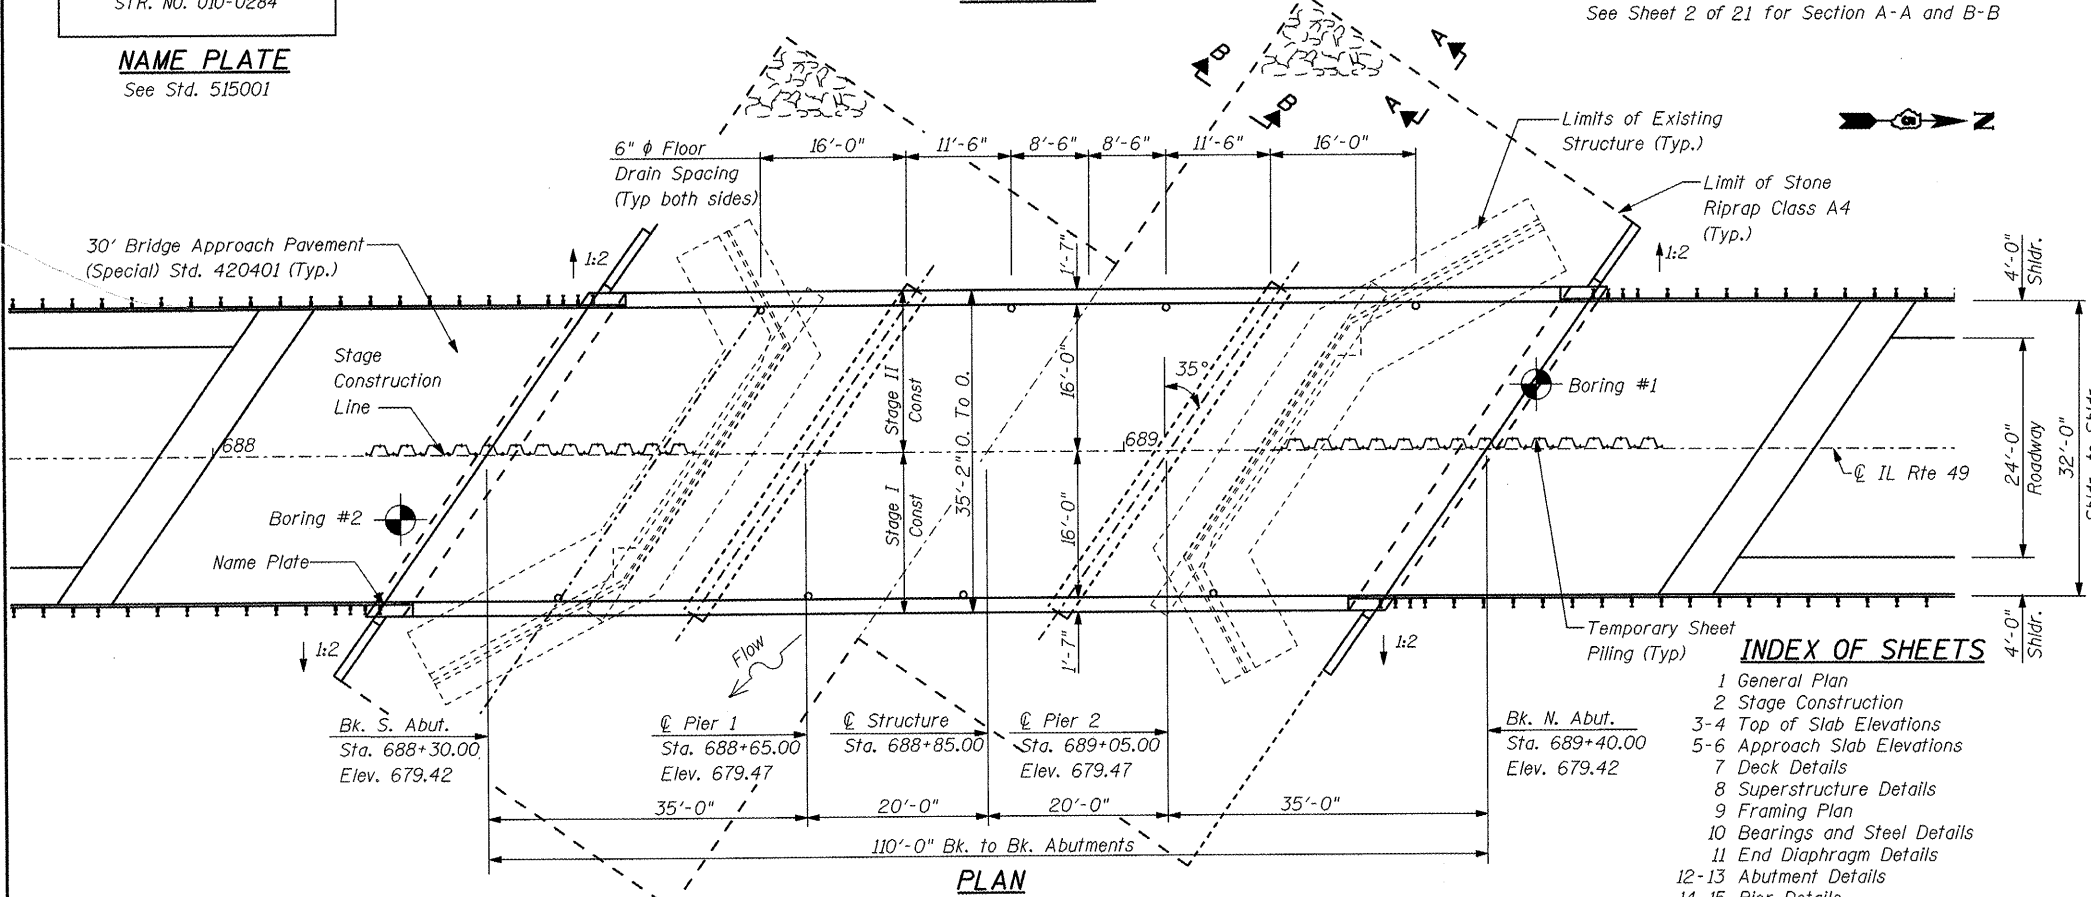 STR. NO. 010-0284
NAME PLATE
See Std. 515001
See Sheet 2 of 21 for Section A-A and B-B
B
B
A
A
N
Limits of Existing
Structure (Typ.)
Limit of Stone
Riprap Class A4
(Typ.)
6" φ Floor
Drain Spacing
(Typ both sides)
16'-0"
11'-6"
8'-6"
8'-6"
11'-6"
16'-0"
30' Bridge Approach Pavement
(Special) Std. 420401 (Typ.)
1:2
1'-7"
1:2
4'-0"
Shldr.
Stage
Construction
Line
Stage II
Const
16'-0"
35°
Boring #1
688
689
35'-2" O. To O.
℄ IL Rte 49
24'-0"
Roadway
32'-0"
Shldr. to Shldr.
Boring #2
Stage I
Const
16'-0"
Name Plate
1:2
Flow
1'-7"
1:2
Temporary Sheet
Piling (Typ)
4'-0"
Shldr.
Bk. S. Abut.
Sta. 688+30.00
Elev. 679.42
℄ Pier 1
Sta. 688+65.00
Elev. 679.47
℄ Structure
Sta. 688+85.00
℄ Pier 2
Sta. 689+05.00
Elev. 679.47
Bk. N. Abut.
Sta. 689+40.00
Elev. 679.42
35'-0"
20'-0"
20'-0"
35'-0"
110'-0" Bk. to Bk. Abutments
PLAN
INDEX OF SHEETS
1 General Plan
2 Stage Construction
3-4 Top of Slab Elevations
5-6 Approach Slab Elevations
7 Deck Details
8 Superstructure Details
9 Framing Plan
10 Bearings and Steel Details
11 End Diaphragm Details
12-13 Abutment Details
14-15 Pier Details